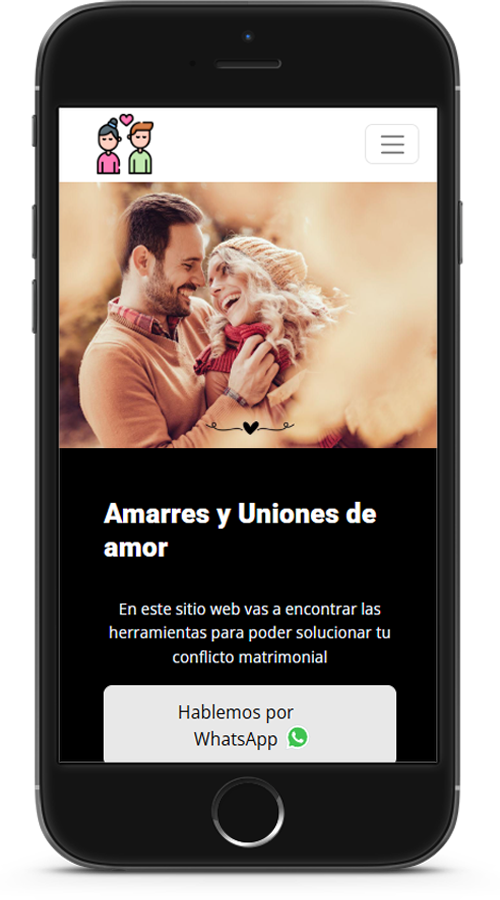 Amarres y Uniones de
amor
En este sitio web vas a encontrar las
herramientas para poder solucionar tu
conflicto matrimonial
Hablemos por
WhatsApp